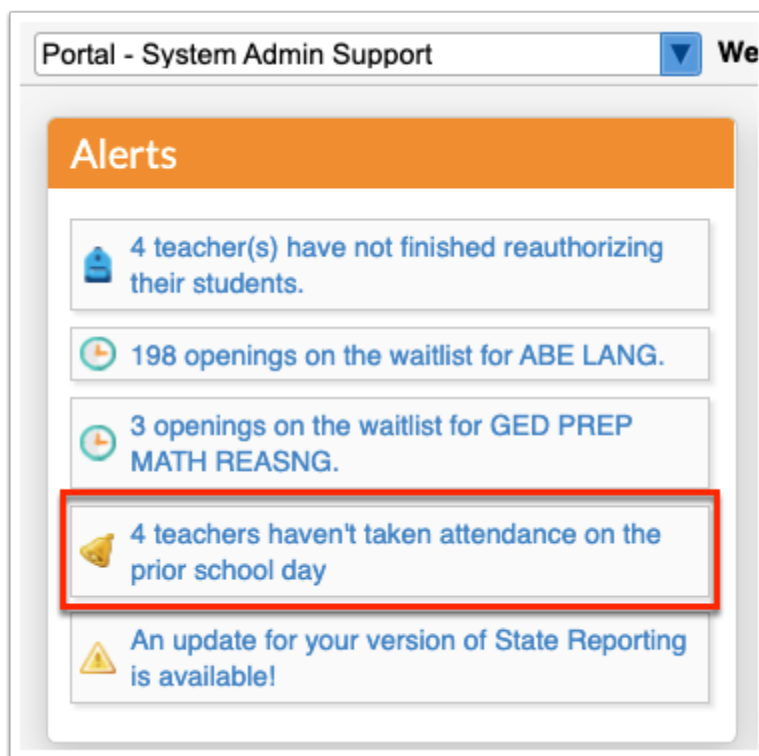 Portal - System Admin Support
We
Alerts
4 teacher(s) have not finished reauthorizing
their students.
198 openings on the waitlist for ABE LANG.
3 openings on the waitlist for GED PREP
MATH REASNG.
4 teachers haven't taken attendance on the
prior school day
An update for your version of State Reporting
is available!